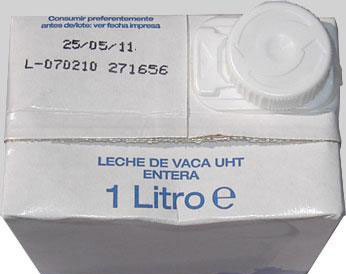 Consumir preferentemente
antes de/lote: ver fecha impresa
25/05/11
L-070210 271656
LECHE DE VACA UHT
ENTERA
1 Litro e